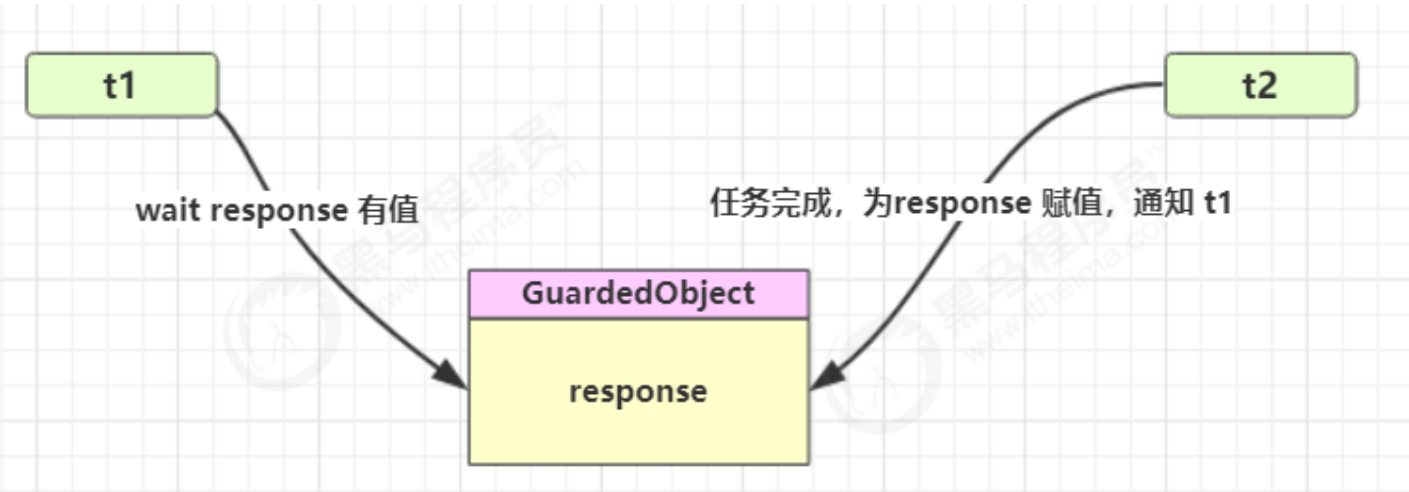 t1
t2
wait response 有值
任务完成，为response 赋值，通知 t1
GuardedObject
response
黑马程序员
www.itheima.com
黑马程序员
www.itheima.com